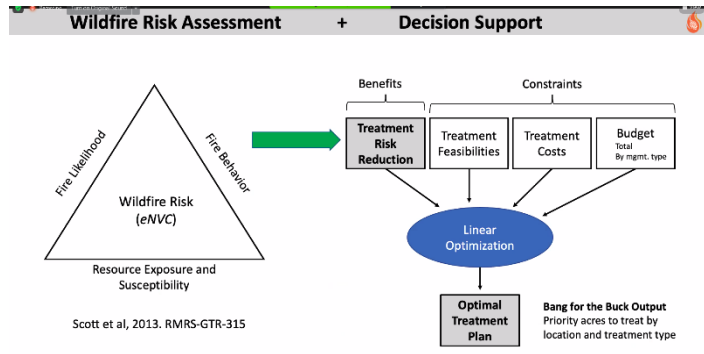 Wildfire Risk Assessment + Decision Support
Fire Likelihood
Fire Behavior
Wildfire Risk
(eNVC)
Resource Exposure and
Susceptibility
Scott et al, 2013. RMRS-GTR-315
Benefits
Constraints
Treatment
Risk
Reduction
Treatment
Feasibilities
Treatment
Costs
Budget
Total
By mgmt. type
Linear
Optimization
Optimal
Treatment
Plan
Bang for the Buck Output
Priority acres to treat by
location and treatment type